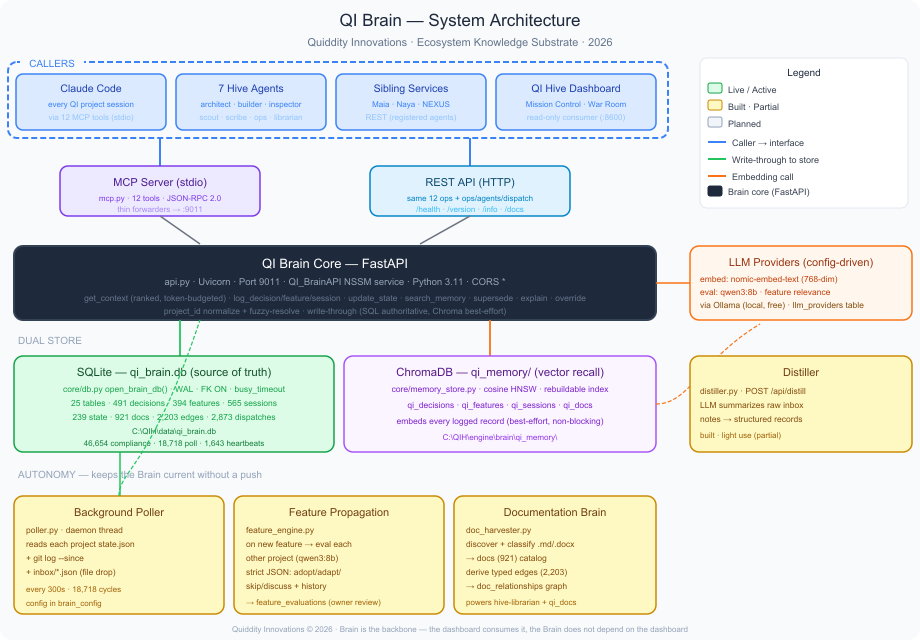 QI Brain — System Architecture
Quiddity Innovations · Ecosystem Knowledge Substrate · 2026
CALLERS
Claude Code
every QI project session
via 12 MCP tools (stdio)
7 Hive Agents
architect · builder · inspector
scout · scribe · ops · librarian
Sibling Services
Maia · Naya · NEXUS
REST (registered agents)
QI Hive Dashboard
Mission Control · War Room
read-only consumer (:8600)
Legend
Live / Active
Built · Partial
Planned
Caller → interface
Write-through to store
Embedding call
Brain core (FastAPI)
MCP Server (stdio)
mcp.py · 12 tools · JSON-RPC 2.0
thin forwarders → :9011
REST API (HTTP)
same 12 ops + ops/agents/dispatch
/health · /version · /info · /docs
QI Brain Core — FastAPI
api.py · Uvicorn · Port 9011 · QI_BrainAPI NSSM service · Python 3.11 · CORS *
get_context (ranked, token-budgeted) · log_decision/feature/session · update_state · search_memory · supersede · explain · override
project_id normalize + fuzzy-resolve · write-through (SQL authoritative, Chroma best-effort)
LLM Providers (config-driven)
embed: nomic-embed-text (768-dim)
eval: qwen3:8b · feature relevance
via Ollama (local, free) · llm_providers table
DUAL STORE
SQLite — qi_brain.db (source of truth)
core/db.py open_brain_db() · WAL · FK ON · busy_timeout
25 tables · 491 decisions · 394 features · 565 sessions
239 state · 921 docs · 2,203 edges · 2,873 dispatches
C:\QIH\data\qi_brain.db
46,654 compliance · 18,718 poll · 1,643 heartbeats
ChromaDB — qi_memory/ (vector recall)
core/memory_store.py · cosine HNSW · rebuildable index
qi_decisions · qi_features · qi_sessions · qi_docs
embeds every logged record (best-effort, non-blocking)
C:\QIH\engine\brain\qi_memory\
Distiller
distiller.py · POST /api/distill
LLM summarizes raw inbox
notes → structured records
built · light use (partial)
AUTONOMY — keeps the Brain current without a push
Background Poller
poller.py · daemon thread
reads each project state.json
+ git log --since
+ inbox/*.json (file drop)
every 300s · 18,718 cycles
config in brain_config
Feature Propagation
feature_engine.py
on new feature → eval each
other project (qwen3:8b)
strict JSON: adopt/adapt/
skip/discuss + history
→ feature_evaluations (owner review)
Documentation Brain
doc_harvester.py
discover + classify .md/.docx
→ docs (921) catalog
derive typed edges (2,203)
→ doc_relationships graph
powers hive-librarian + qi_docs
Quiddity Innovations © 2026 · Brain is the backbone — the dashboard consumes it, the Brain does not depend on the dashboard